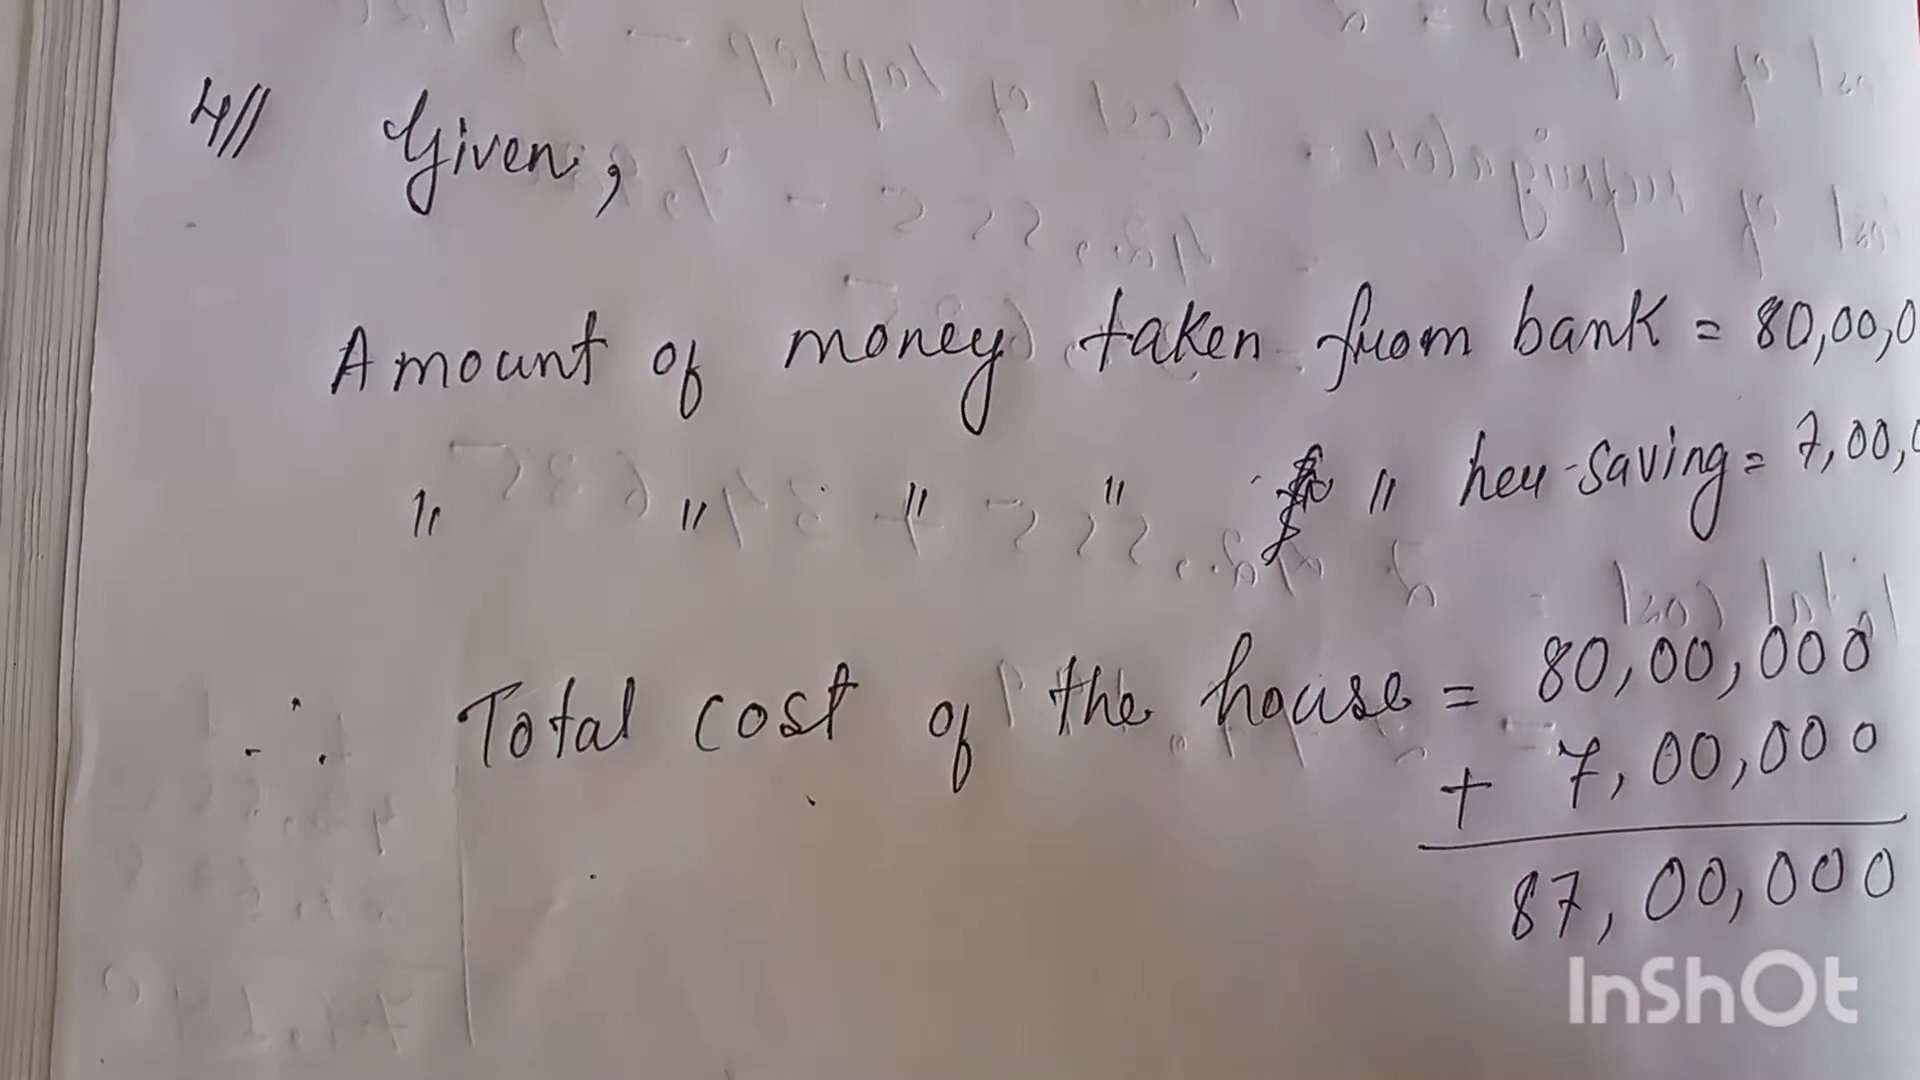 4// Given,
Amount of money taken from bank = 80,00,0
" " " " " her saving = 7,00,0
∴ Total cost of the house = 80,00,000
+ 7,00,000
87,00,000
InShOt